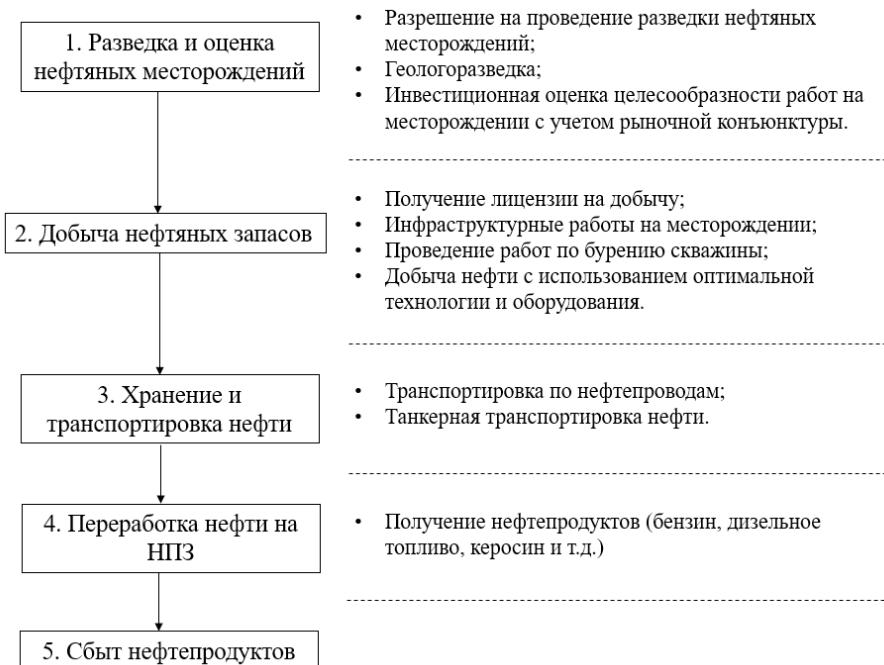 1. Разведка и оценка
нефтяных месторождений
• Разрешение на проведение разведки нефтяных
месторождений;
• Геологоразведка;
• Инвестиционная оценка целесообразности работ на
месторождении с учетом рыночной конъюнктуры.
2. Добыча нефтяных запасов
• Получение лицензии на добычу;
• Инфраструктурные работы на месторождении;
• Проведение работ по бурению скважины;
• Добыча нефти с использованием оптимальной
технологии и оборудования.
3. Хранение и
транспортировка нефти
• Транспортировка по нефтепроводам;
• Танкерная транспортировка нефти.
4. Переработка нефти на
НПЗ
• Получение нефтепродуктов (бензин, дизельное
топливо, керосин и т.д.)
5. Сбыт нефтепродуктов